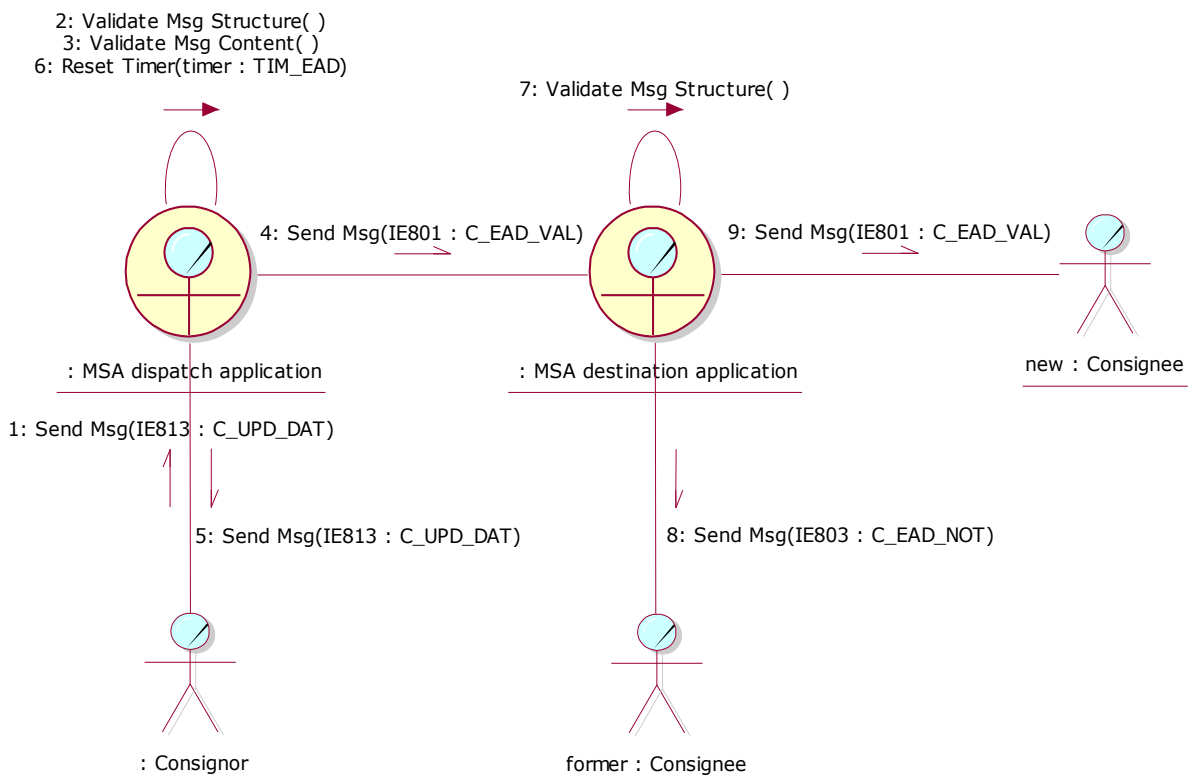 2: Validate Msg Structure( )
3: Validate Msg Content( )
6: Reset Timer(timer : TIM_EAD)
7: Validate Msg Structure( )
4: Send Msg(IE801 : C_EAD_VAL)
9: Send Msg(IE801 : C_EAD_VAL)
: MSA dispatch application
: MSA destination application
new : Consignee
1: Send Msg(IE813 : C_UPD_DAT)
5: Send Msg(IE813 : C_UPD_DAT)
8: Send Msg(IE803 : C_EAD_NOT)
: Consignor
former : Consignee